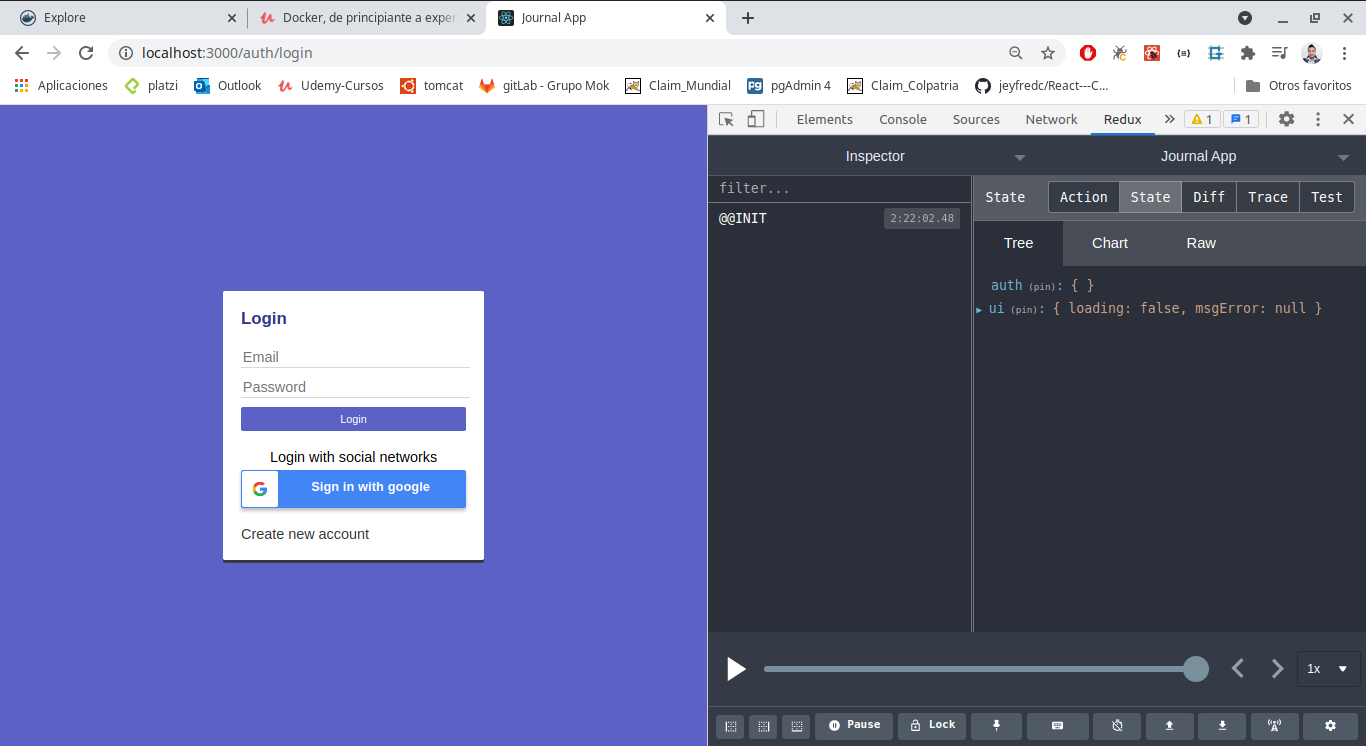 Explore
Docker, de principiante a exper
Journal App
localhost:3000/auth/login
Aplicaciones
platzi
Outlook
Udemy-Cursos
tomcat
gitLab - Grupo Mok
Claim_Mundial
pgAdmin 4
Claim_Colpatria
jeyfredc/React---C...
Otros favoritos
Elements
Console
Sources
Network
Redux
1
1
Inspector
Journal App
filter...
State
Action
State
Diff
Trace
Test
@@INIT
2:22:02.48
Tree
Chart
Raw
auth (pin): { }
ui (pin): { loading: false, msgError: null }
Login
Email
Password
Login
Login with social networks
Sign in with google
Create new account
1x
Pause
Lock